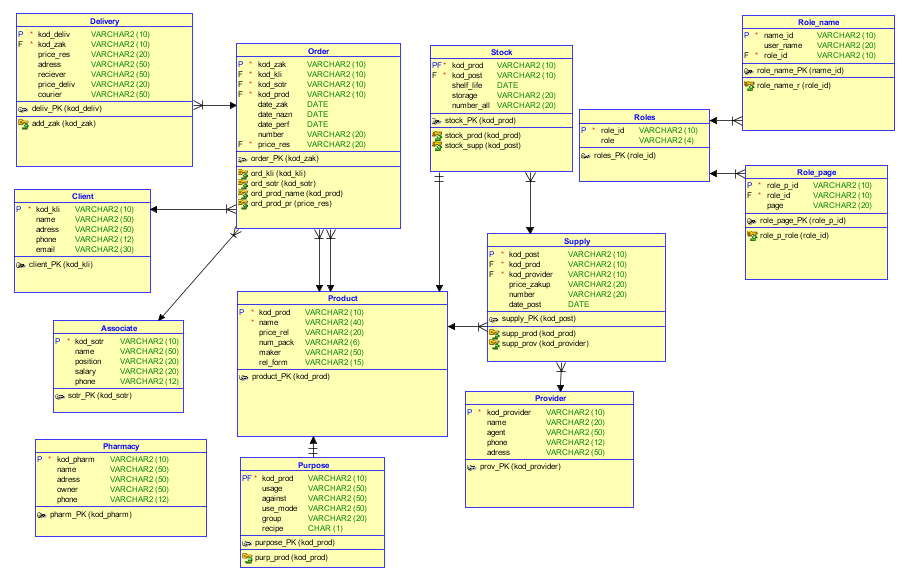 Delivery
P * kod_deliv VARCHAR2 (10)
F * kod_zak VARCHAR2 (10)
price_res VARCHAR2 (20)
adress VARCHAR2 (50)
reciever VARCHAR2 (50)
price_deliv VARCHAR2 (20)
courier VARCHAR2 (50)
deliv_PK (kod_deliv)
add_zak (kod_zak)
Order
P * kod_zak VARCHAR2 (10)
F * kod_kli VARCHAR2 (10)
F * kod_sotr VARCHAR2 (10)
F * kod_prod VARCHAR2 (10)
date_zak DATE
date_nazn DATE
date_perf DATE
number VARCHAR2 (20)
F * price_res VARCHAR2 (20)
order_PK (kod_zak)
ord_kli (kod_kli)
ord_sotr (kod_sotr)
ord_prod_name (kod_prod)
ord_prod_pr (price_res)
Stock
PF * kod_prod VARCHAR2 (10)
F * kod_post VARCHAR2 (10)
shelf_life DATE
storage VARCHAR2 (20)
number_all VARCHAR2 (20)
stock_PK (kod_prod)
stock_prod (kod_prod)
stock_supp (kod_post)
Roles
P * role_id VARCHAR2 (10)
role VARCHAR2 (4)
roles_PK (role_id)
Role_name
P * name_id VARCHAR2 (10)
user_name VARCHAR2 (20)
F * role_id VARCHAR2 (10)
role_name_PK (name_id)
role_name_r (role_id)
Role_page
P * role_p_id VARCHAR2 (10)
F * role_id VARCHAR2 (10)
page VARCHAR2 (20)
role_page_PK (role_p_id)
role_p_role (role_id)
Client
P * kod_kli VARCHAR2 (10)
name VARCHAR2 (50)
adress VARCHAR2 (50)
phone VARCHAR2 (12)
email VARCHAR2 (30)
client_PK (kod_kli)
Supply
P * kod_post VARCHAR2 (10)
F * kod_prod VARCHAR2 (10)
F * kod_provider VARCHAR2 (10)
price_zakup VARCHAR2 (20)
number VARCHAR2 (20)
date_post DATE
supply_PK (kod_post)
supp_prod (kod_prod)
supp_prov (kod_provider)
Product
P * kod_prod VARCHAR2 (10)
* name VARCHAR2 (40)
price_rel VARCHAR2 (20)
num_pack VARCHAR2 (6)
maker VARCHAR2 (50)
rel_form VARCHAR2 (15)
product_PK (kod_prod)
Associate
P * kod_sotr VARCHAR2 (10)
name VARCHAR2 (50)
position VARCHAR2 (20)
salary VARCHAR2 (20)
phone VARCHAR2 (12)
sotr_PK (kod_sotr)
Provider
P * kod_provider VARCHAR2 (10)
name VARCHAR2 (20)
agent VARCHAR2 (50)
phone VARCHAR2 (12)
adress VARCHAR2 (50)
prov_PK (kod_provider)
Pharmacy
P * kod_pharm VARCHAR2 (10)
name VARCHAR2 (50)
adress VARCHAR2 (50)
owner VARCHAR2 (50)
phone VARCHAR2 (12)
pharm_PK (kod_pharm)
Purpose
PF * kod_prod VARCHAR2 (10)
usage VARCHAR2 (50)
against VARCHAR2 (50)
use_mode VARCHAR2 (50)
group VARCHAR2 (20)
recipe CHAR (1)
purpose_PK (kod_prod)
purp_prod (kod_prod)